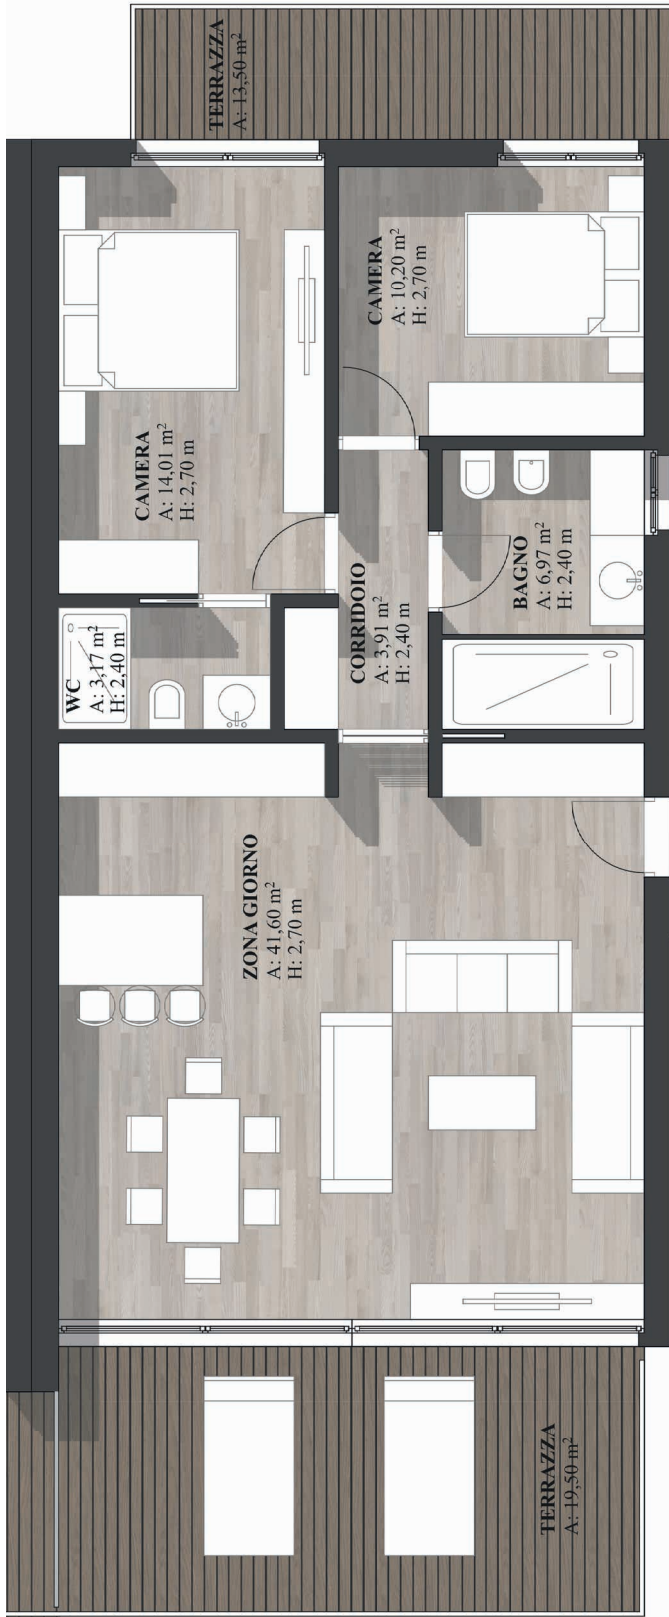 TERRAZZA
A: 13,50 m²
CAMERA
A: 14,01 m²
H: 2,70 m
CAMERA
A: 10,20 m²
H: 2,70 m
WC
A: 3,17 m²
H: 2,40 m
CORRIDOIO
A: 3,91 m²
H: 2,40 m
BAGNO
A: 6,97 m²
H: 2,40 m
ZONA GIORNO
A: 41,60 m²
H: 2,70 m
TERRAZZA
A: 19,50 m²